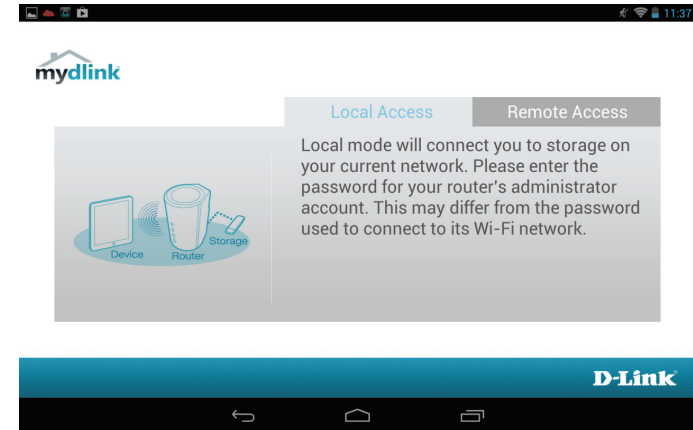 11:37
mydlink
Local Access
Remote Access
Local mode will connect you to storage on
your current network. Please enter the
password for your router's administrator
account. This may differ from the password
used to connect to its Wi-Fi network.
Storage
Device
Router
D-Link